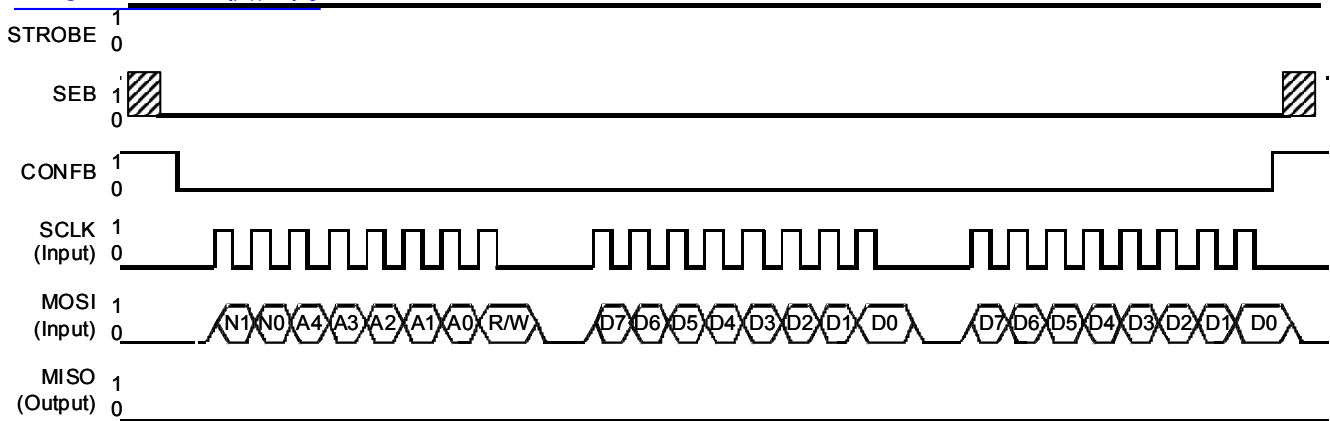 STROBE 1 0
SEB 1 0
CONFB 1 0
SCLK (Input) 1 0
MOSI (Input) 1 0 N1 N0 A4 A3 A2 A1 A0 R/W D7 D6 D5 D4 D3 D2 D1 D0 D7 D6 D5 D4 D3 D2 D1 D0
MISO (Output) 1 0